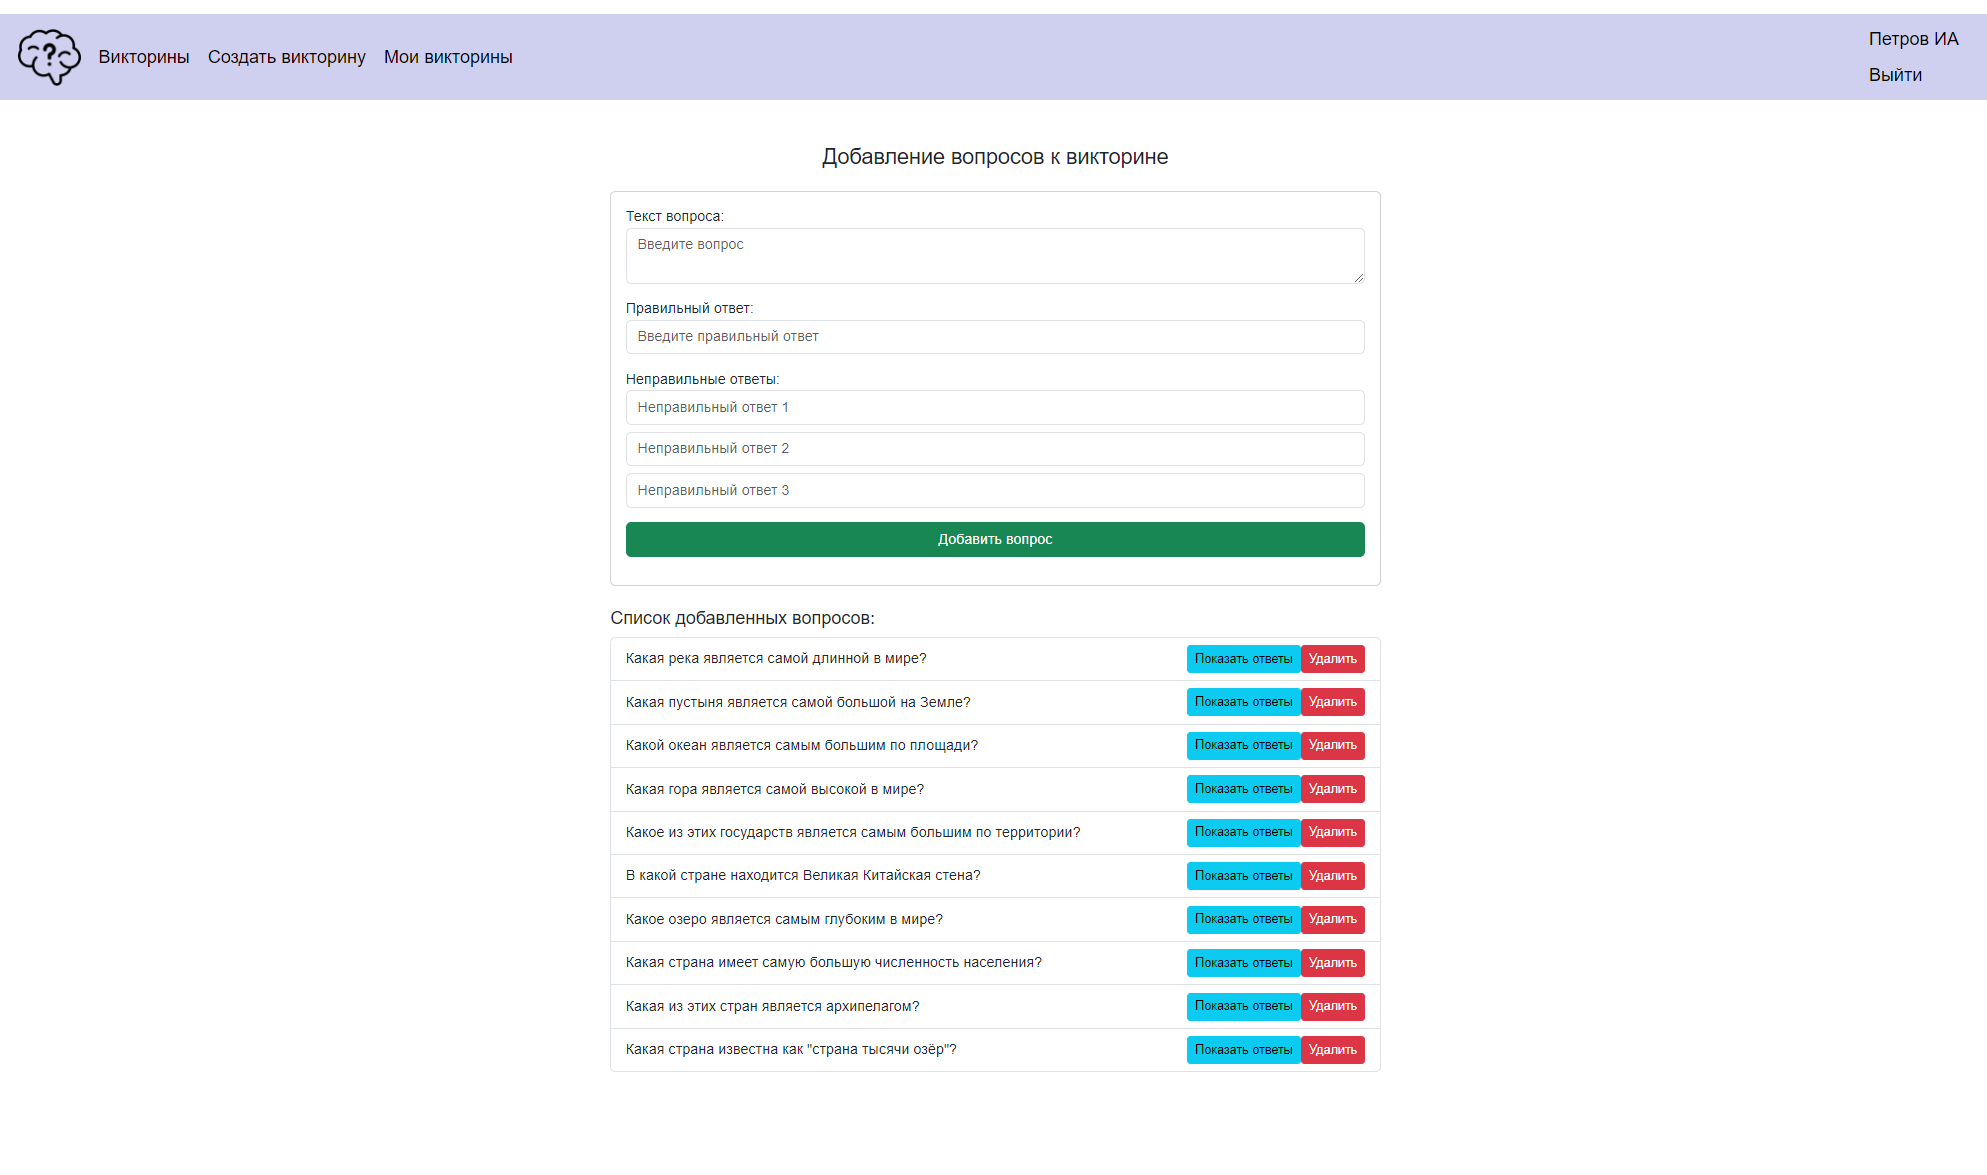 Викторины Создать викторину Мои викторины
Петров ИА
Выйти
Добавление вопросов к викторине
Текст вопроса:
Введите вопрос
Правильный ответ:
Введите правильный ответ
Неправильные ответы:
Неправильный ответ 1
Неправильный ответ 2
Неправильный ответ 3
Добавить вопрос
Список добавленных вопросов:
Какая река является самой длинной в мире? Показать ответы Удалить
Какая пустыня является самой большой на Земле? Показать ответы Удалить
Какой океан является самым большим по площади? Показать ответы Удалить
Какая гора является самой высокой в мире? Показать ответы Удалить
Какое из этих государств является самым большим по территории? Показать ответы Удалить
В какой стране находится Великая Китайская стена? Показать ответы Удалить
Какое озеро является самым глубоким в мире? Показать ответы Удалить
Какая страна имеет самую большую численность населения? Показать ответы Удалить
Какая из этих стран является архипелагом? Показать ответы Удалить
Какая страна известна как "страна тысячи озёр"? Показать ответы Удалить